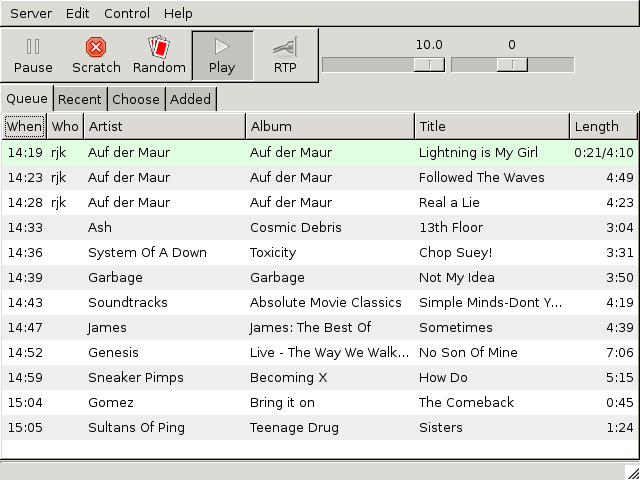 Server Edit Control Help
10.0 0
Pause Scratch Random Play RTP
Queue Recent Choose Added
When Who Artist Album Title Length
14:19 rjk Auf der Maur Auf der Maur Lightning is My Girl 0:21/4:10
14:23 rjk Auf der Maur Auf der Maur Followed The Waves 4:49
14:28 rjk Auf der Maur Auf der Maur Real a Lie 4:23
14:33 Ash Cosmic Debris 13th Floor 3:04
14:36 System Of A Down Toxicity Chop Suey! 3:31
14:39 Garbage Garbage Not My Idea 3:50
14:43 Soundtracks Absolute Movie Classics Simple Minds-Dont Y... 4:19
14:47 James James: The Best Of Sometimes 4:39
14:52 Genesis Live - The Way We Walk... No Son Of Mine 7:06
14:59 Sneaker Pimps Becoming X How Do 5:15
15:04 Gomez Bring it on The Comeback 0:45
15:05 Sultans Of Ping Teenage Drug Sisters 1:24